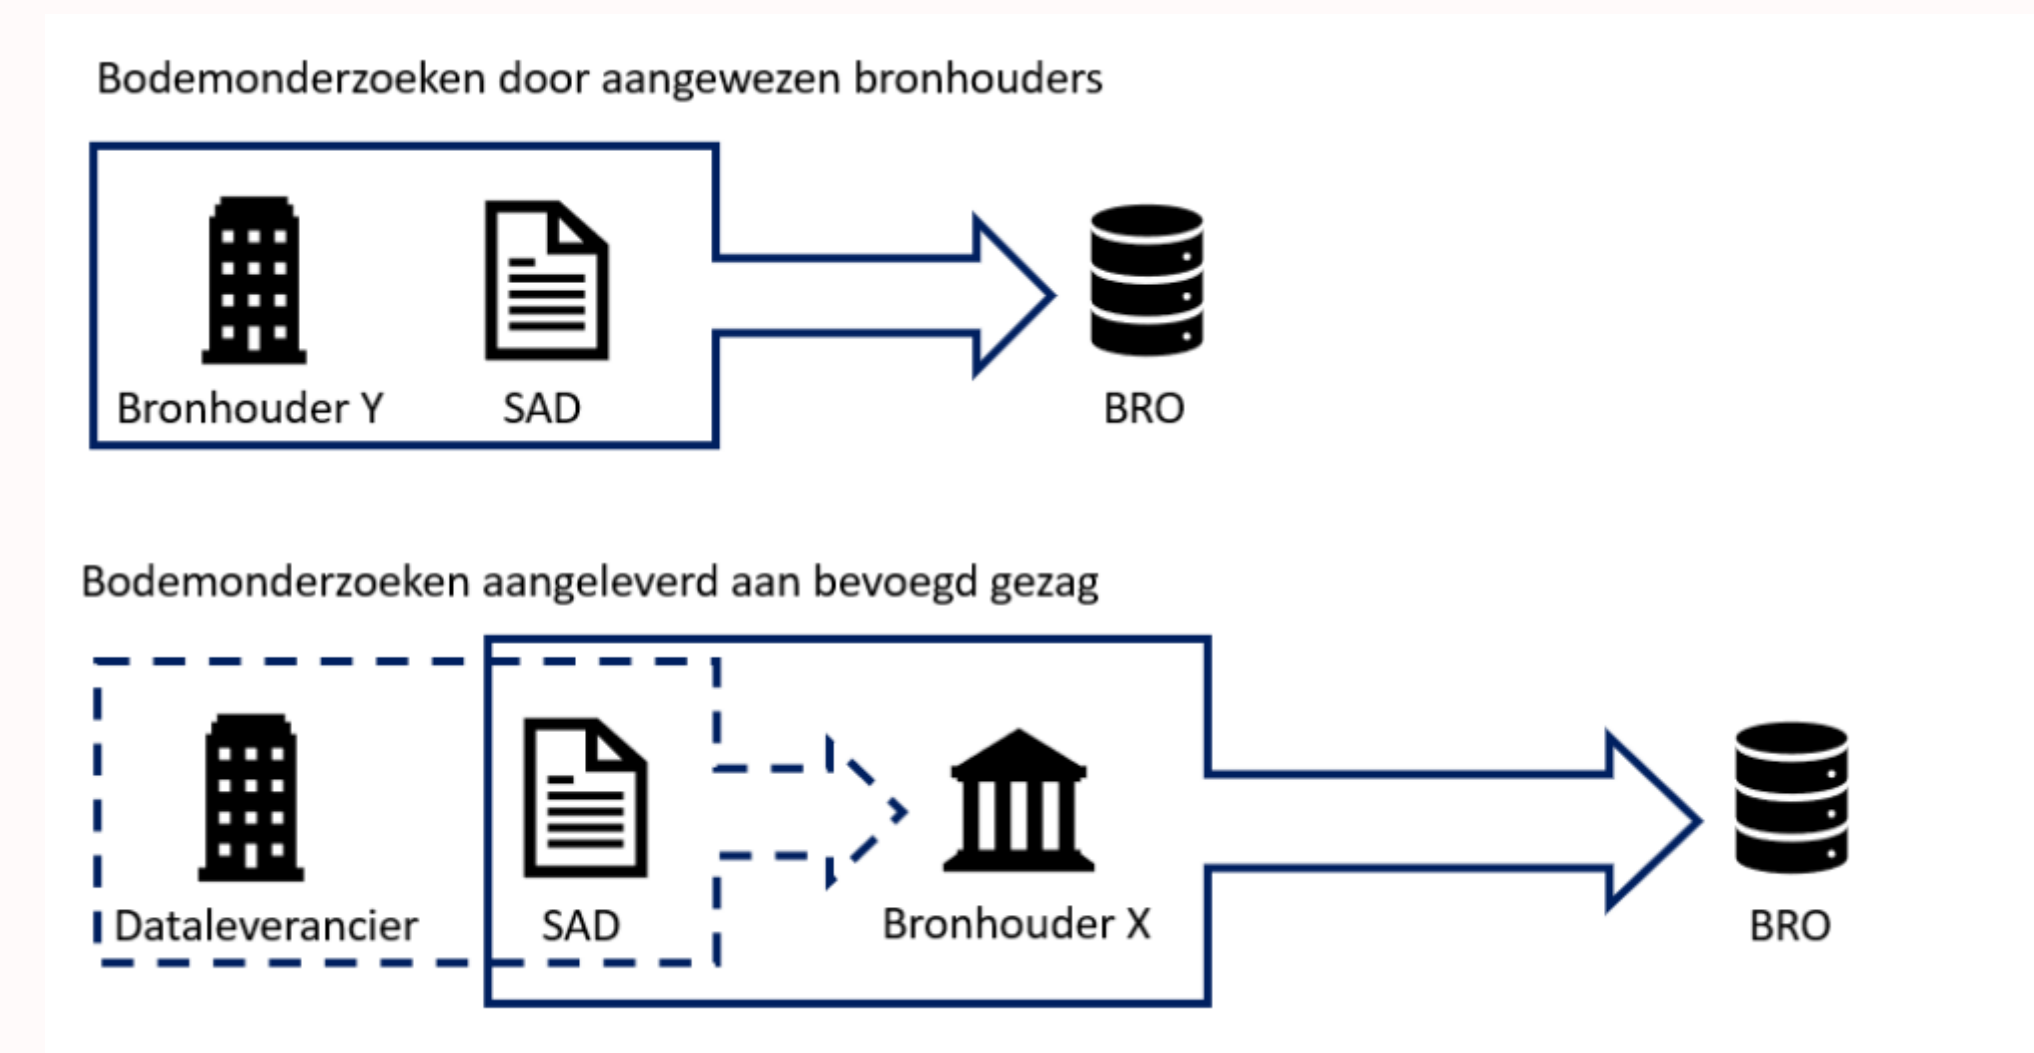 Bodemonderzoeken door aangewezen bronhouders
Bronhouder Y
SAD
BRO
Bodemonderzoeken aangeleverd aan bevoegd gezag
Dataleverancier
SAD
Bronhouder X
BRO